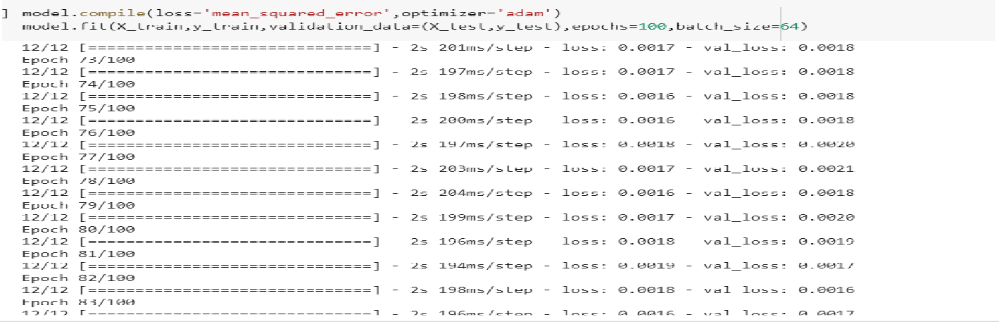 ] model.compile(loss='mean_squared_error',optimizer='adam')
model.fit(X_train,y_train,validation_data=(X_test,y_test),epochs=100,batch_size=64)
12/12 [==============================] - 2s 201ms/step - loss: 0.0017 - val_loss: 0.0018
Epoch 73/100
12/12 [==============================] - 2s 197ms/step - loss: 0.0017 - val_loss: 0.0018
Epoch 74/100
12/12 [==============================] - 2s 198ms/step - loss: 0.0016 - val_loss: 0.0018
Epoch 75/100
12/12 [==============================] 2s 200ms/step loss: 0.0016 val_loss: 0.0018
Epoch 76/100
12/12 [==============================] - 2s 197ms/step - loss: 0.0018 - val_loss: 0.0020
Epoch 77/100
12/12 [==============================] - 2s 203ms/step - loss: 0.0017 - val_loss: 0.0021
Epoch 78/100
12/12 [==============================] - 2s 204ms/step - loss: 0.0016 - val_loss: 0.0018
Epoch 79/100
12/12 [==============================] - 2s 199ms/step - loss: 0.0017 - val_loss: 0.0020
Epoch 80/100
12/12 [==============================] 2s 196ms/step loss: 0.0018 val_loss: 0.0019
Epoch 81/100
12/12 [==============================] - 2s 194ms/step - loss: 0.0019 - val_loss: 0.0017
Epoch 82/100
12/12 [==============================] - 2s 198ms/step - loss: 0.0018 - val loss: 0.0016
Epoch 83/100
12/12 [==============================] - 2s 196ms/step - loss: 0.0016 - val loss: 0.0017